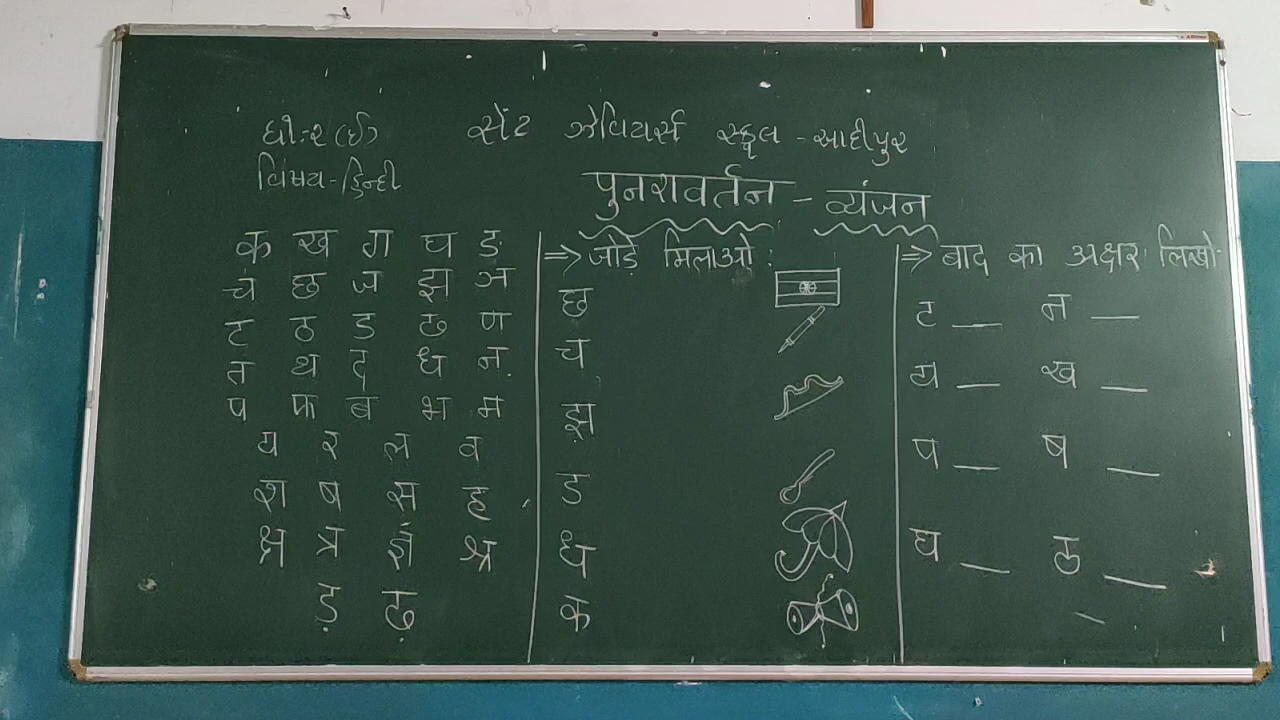 ધો-૨(ઈ) સેંટ ઝેવિયર્સ સ્કૂલ - આદીપુર
વિષય-હિન્દી
पुनरावर्तन - व्यंजन
क ख ग घ ङ
च छ ज झ ञ
ट ठ ड ढ ण
त थ द ध न
प फ ब भ म
य र ल व
श ष स ह
क्ष त्र ज्ञ श्र
ड़ ढ़
⇒ जोड़े मिलाओ :
छ
च
झ
ड
ध
क
⇒ बाद का अक्षर लिखो-
ट __ न __
य __ ख __
प __ ष __
घ __ ठ __